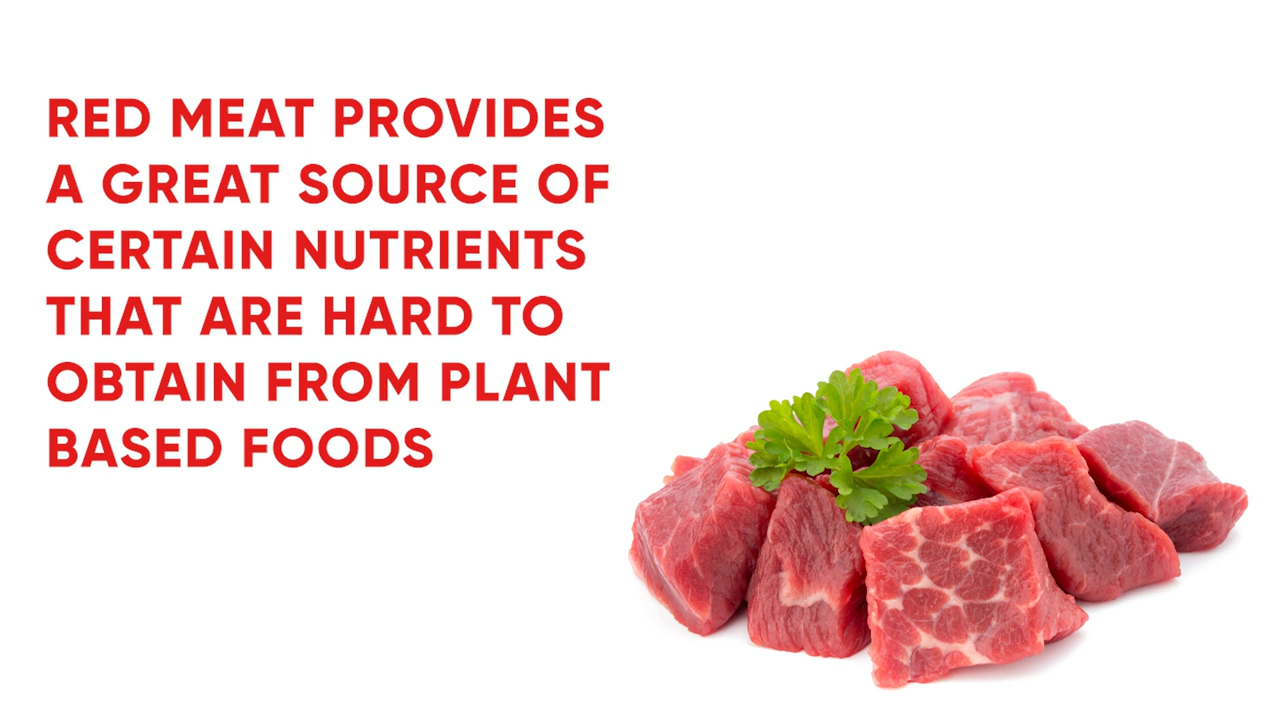 RED MEAT PROVIDES
A GREAT SOURCE OF
CERTAIN NUTRIENTS
THAT ARE HARD TO
OBTAIN FROM PLANT
BASED FOODS